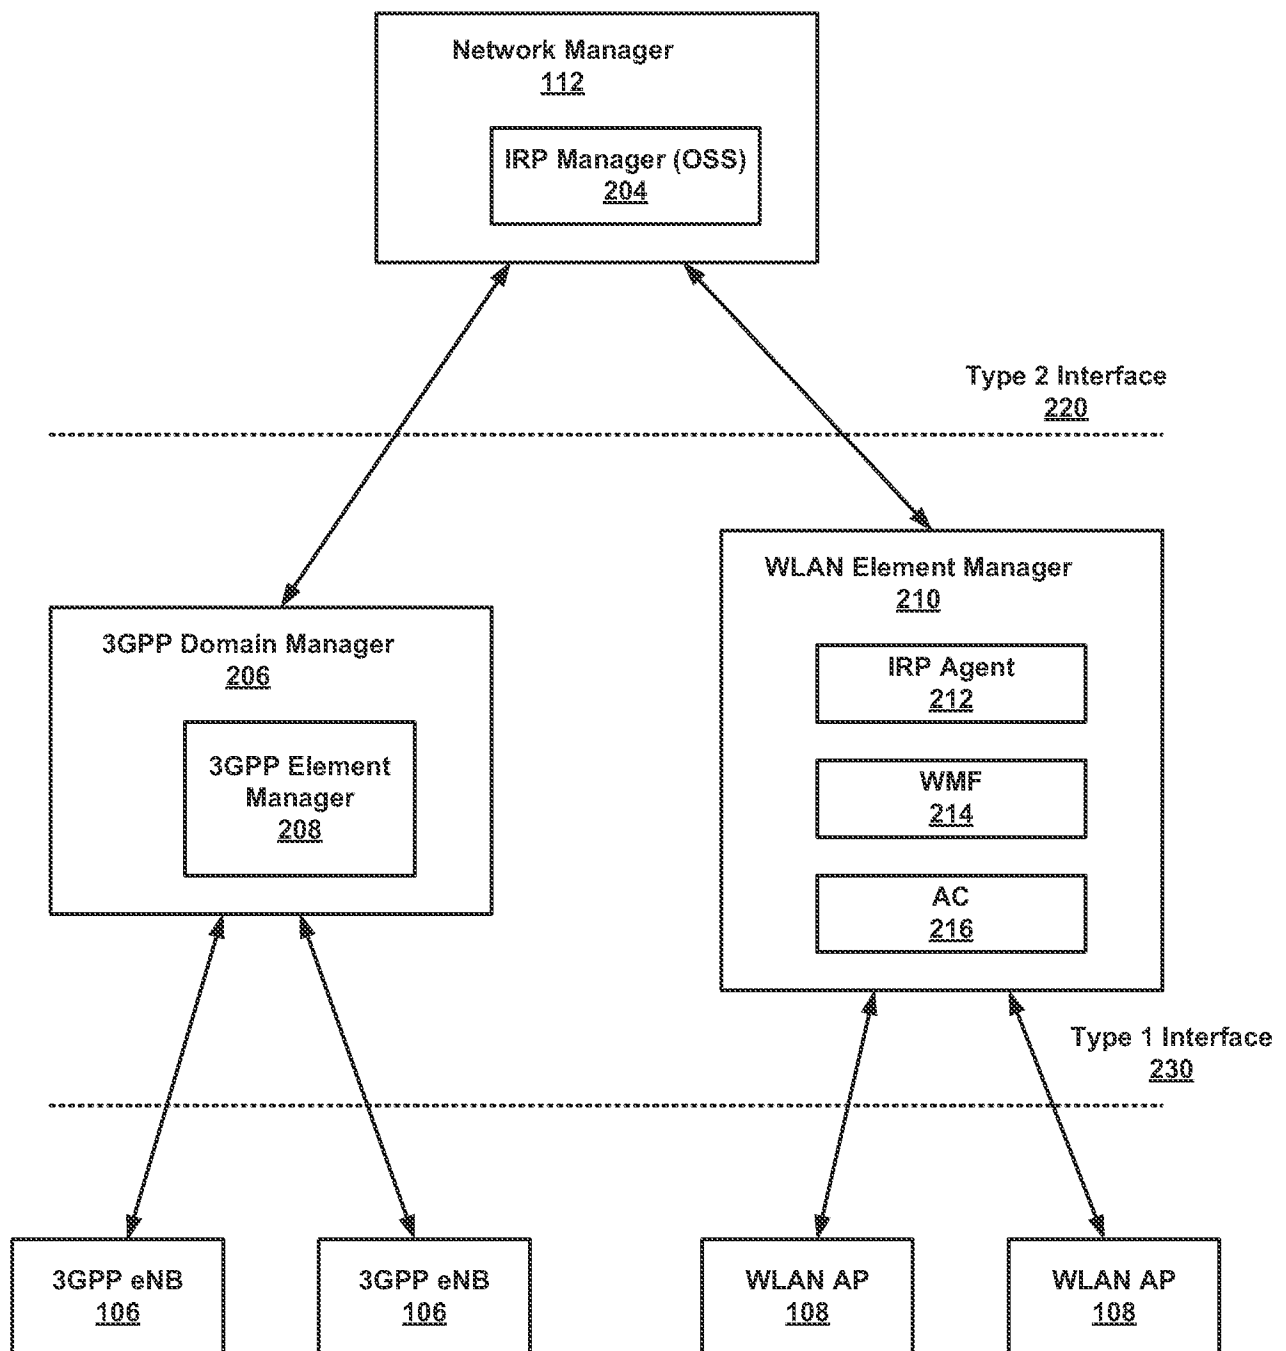 Network Manager
112
IRP Manager (OSS)
204
Type 2 Interface
220
WLAN Element Manager
210
3GPP Domain Manager
206
IRP Agent
212
3GPP Element
Manager
208
WMF
214
AC
216
Type 1 Interface
230
3GPP eNB
106
3GPP eNB
106
WLAN AP
108
WLAN AP
108